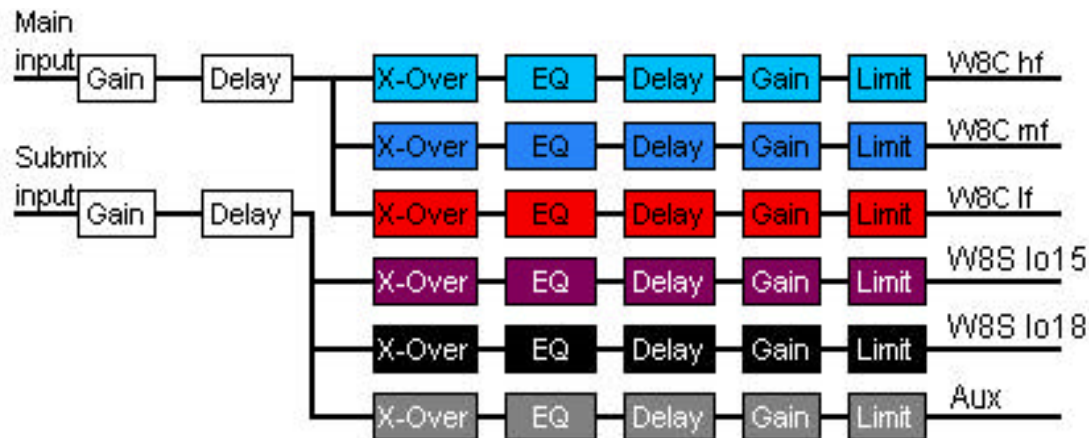 Main
input Gain Delay X-Over EQ Delay Gain Limit W8C hf
X-Over EQ Delay Gain Limit W8C mf
Submix
input Gain Delay X-Over EQ Delay Gain Limit W8C lf
X-Over EQ Delay Gain Limit W8S lo15
X-Over EQ Delay Gain Limit W8S lo18
X-Over EQ Delay Gain Limit Aux